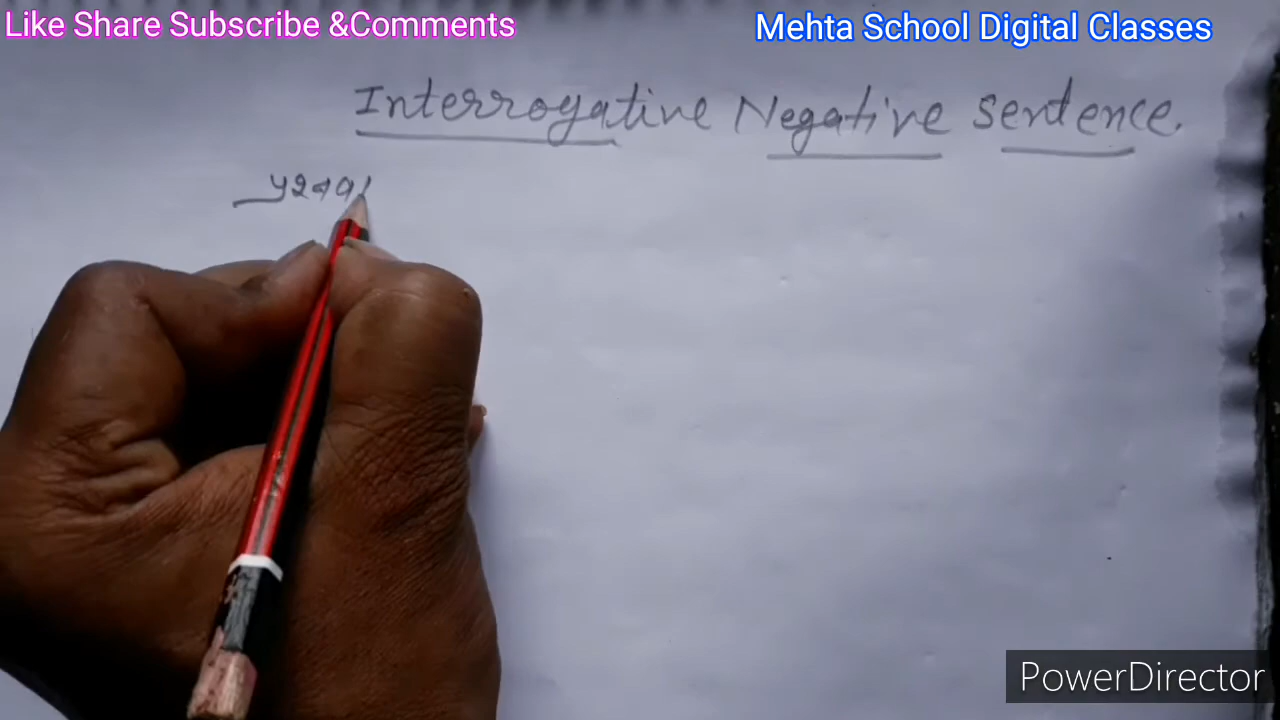 Like Share Subscribe &Comments
Mehta School Digital Classes
Interrogative Negative Sentence.
PowerDirector